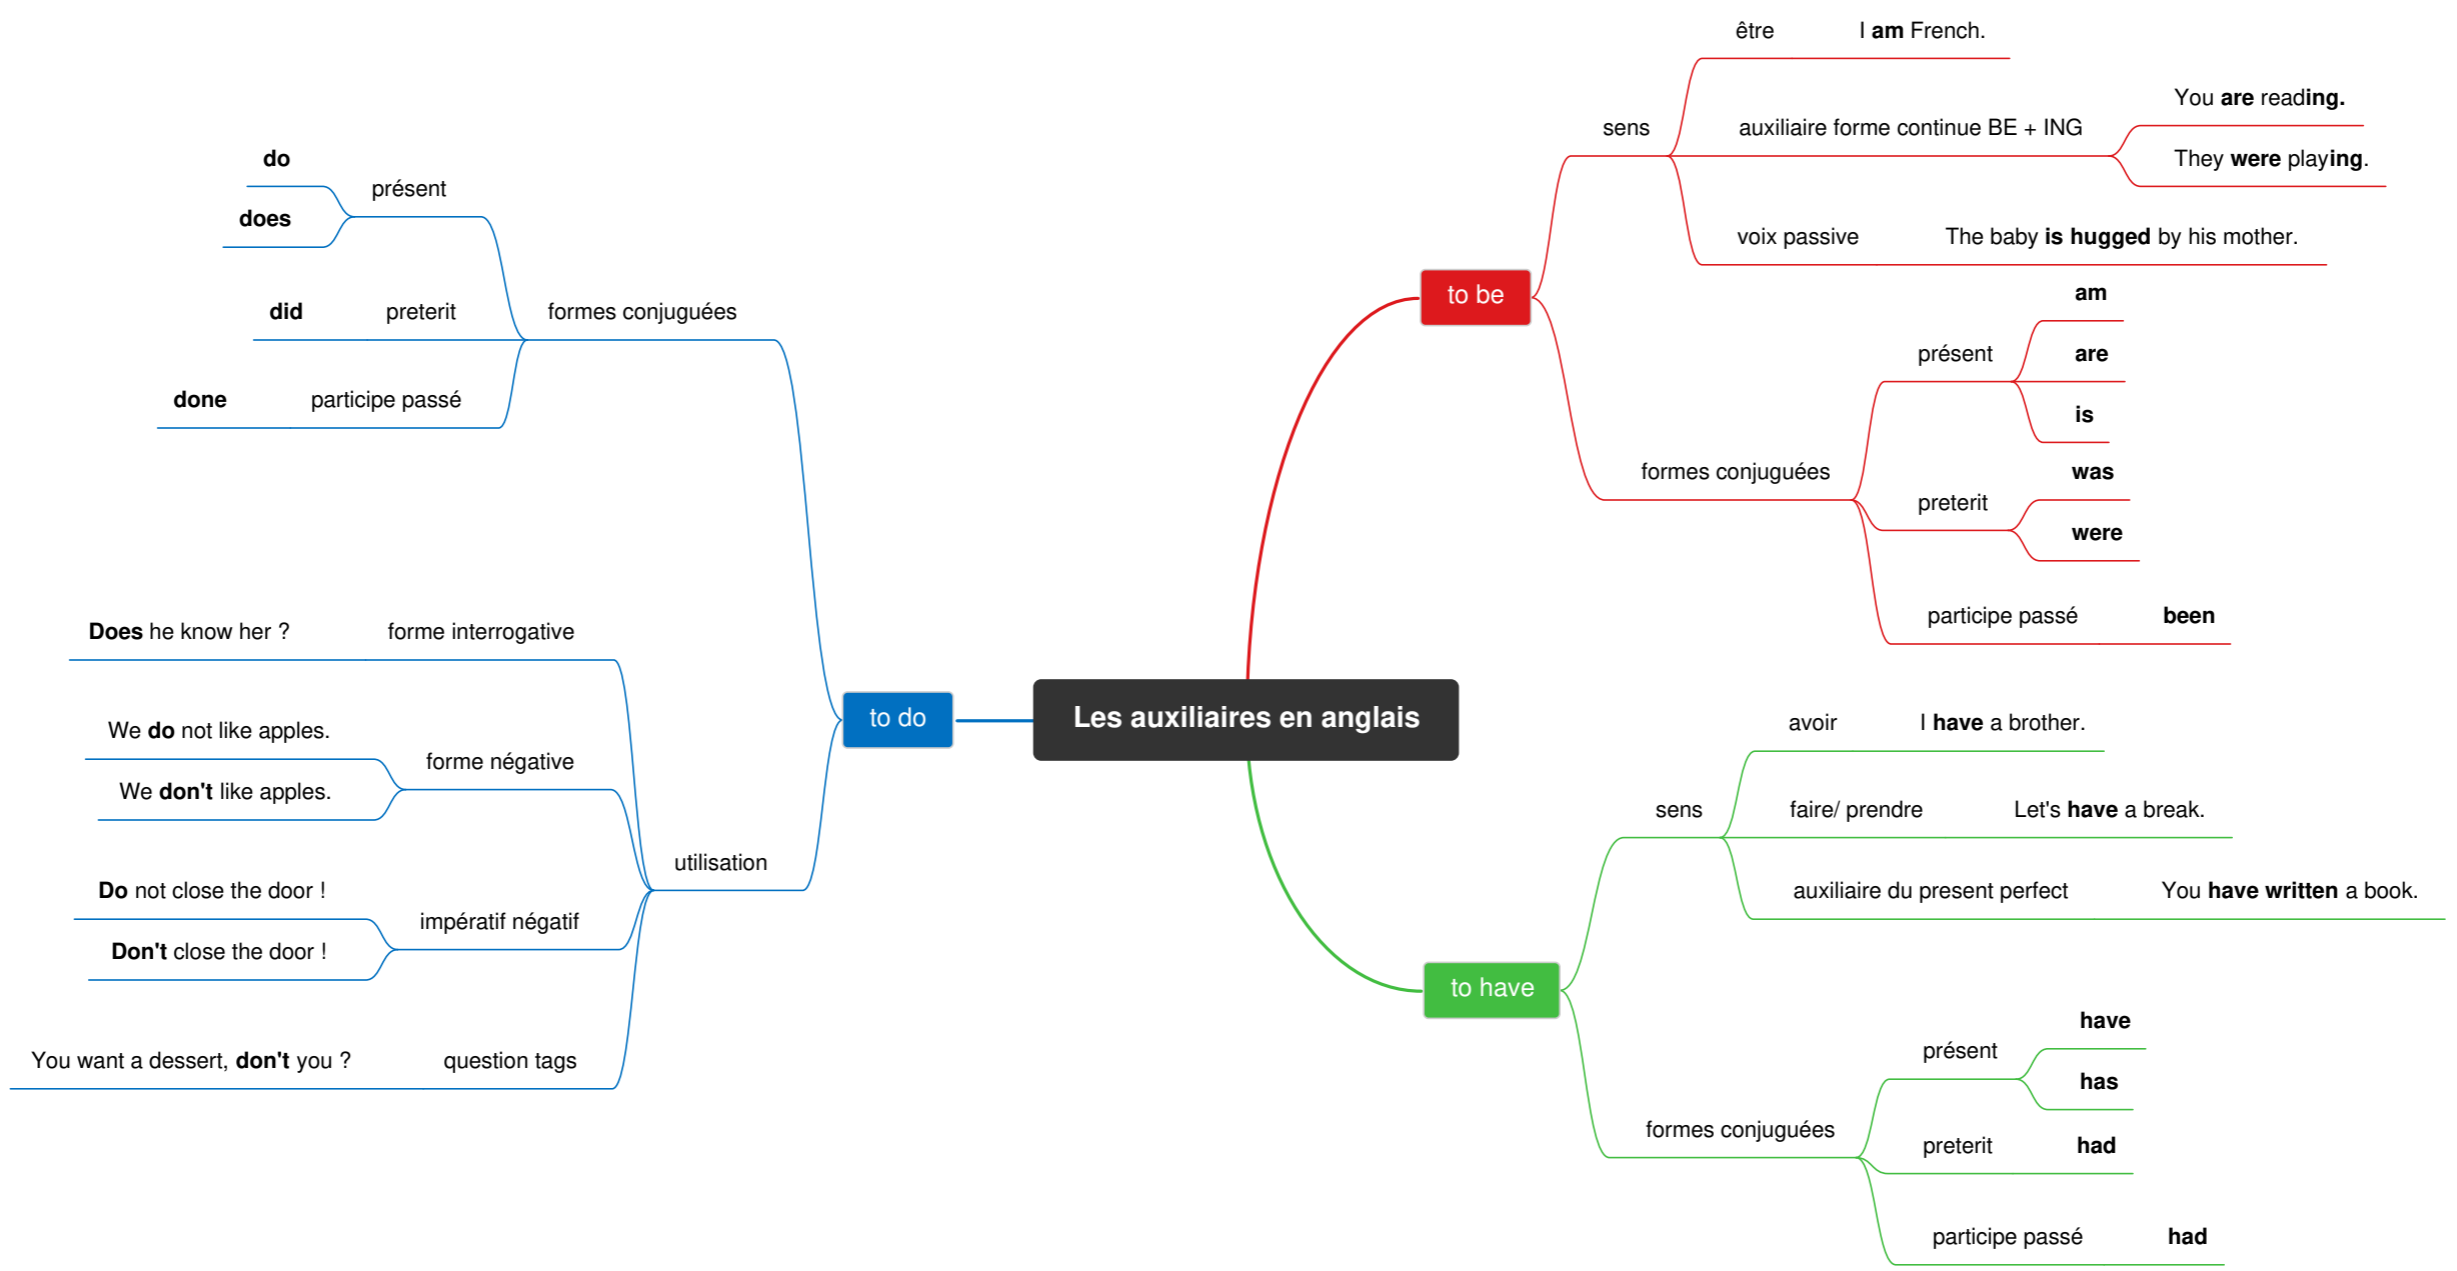 Les auxiliaires en anglais
to be
sens
être
I am French.
auxiliaire forme continue BE + ING
You are reading.
They were playing.
voix passive
The baby is hugged by his mother.
formes conjuguées
présent
am
are
is
preterit
was
were
participe passé
been
to have
sens
avoir
I have a brother.
faire/ prendre
Let's have a break.
auxiliaire du present perfect
You have written a book.
formes conjuguées
présent
have
has
preterit
had
participe passé
had
to do
formes conjuguées
présent
do
does
preterit
did
participe passé
done
utilisation
forme interrogative
Does he know her ?
forme négative
We do not like apples.
We don't like apples.
impératif négatif
Do not close the door !
Don't close the door !
question tags
You want a dessert, don't you ?